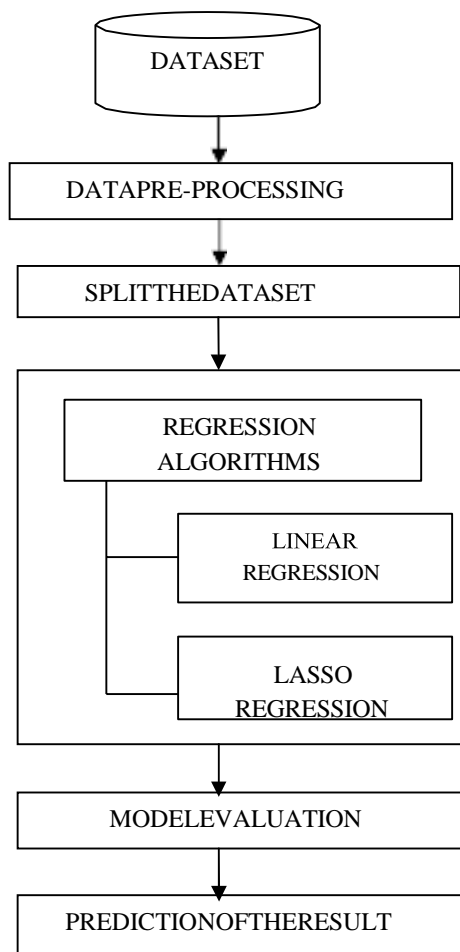 DATASET
DATAPRE-PROCESSING
SPLITTHEDATASET
REGRESSION
ALGORITHMS
LINEAR
REGRESSION
LASSO
REGRESSION
MODELEVALUATION
PREDICTIONOFTHERESULT